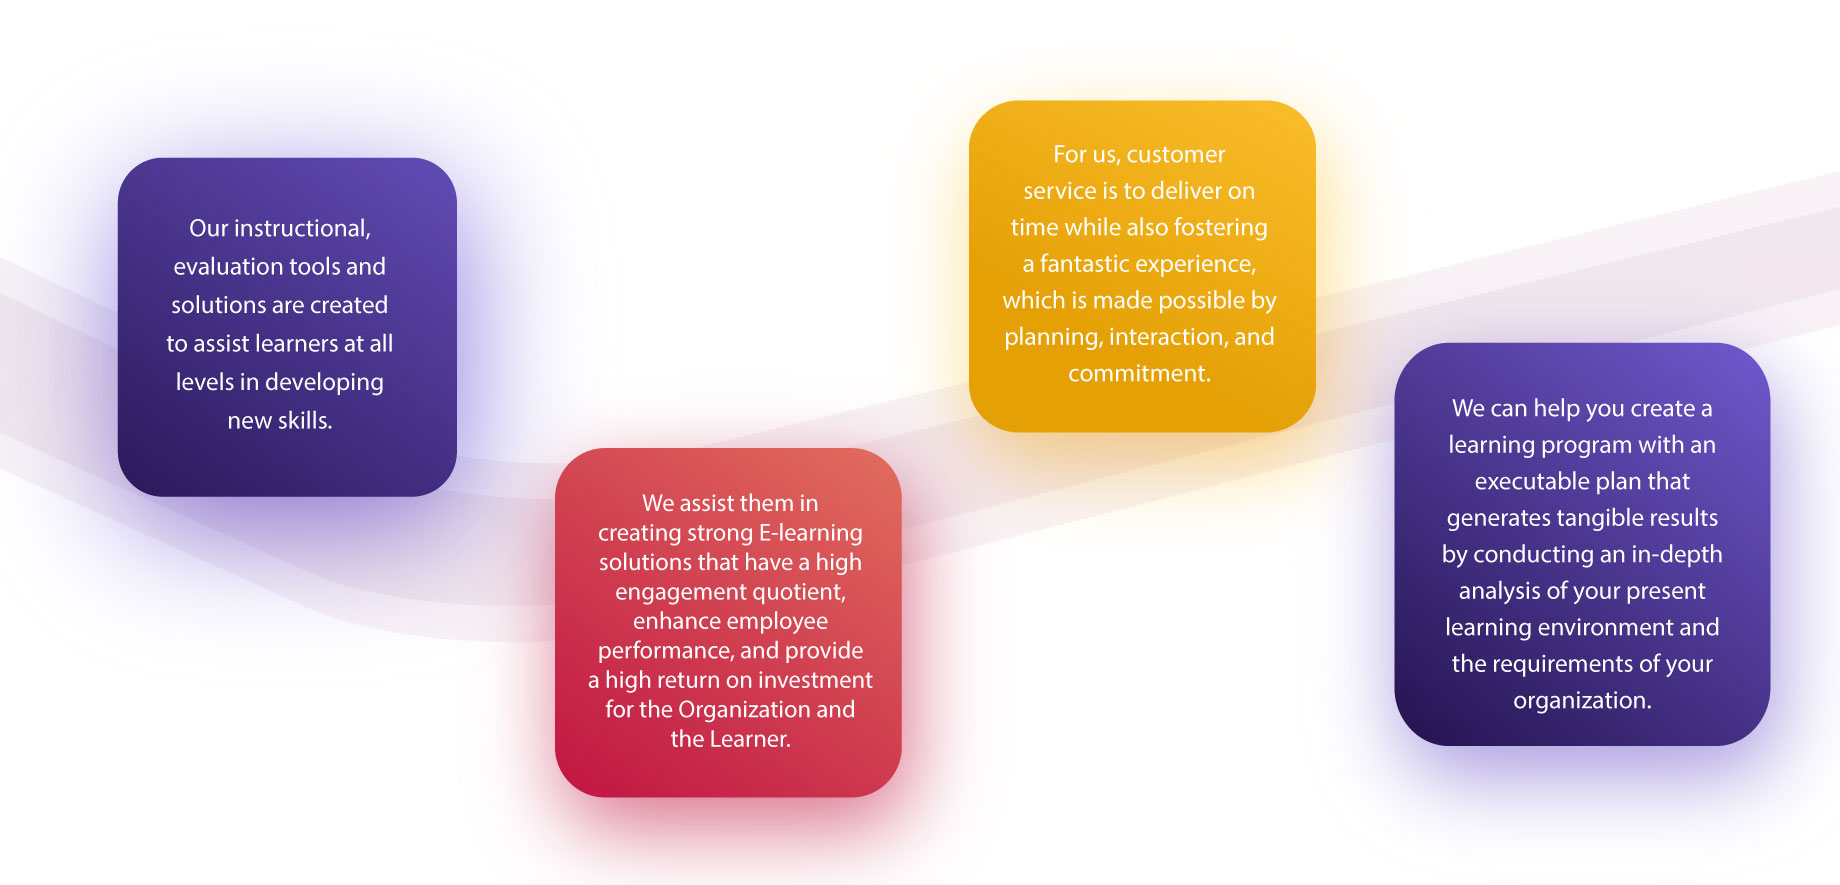 Our instructional,
evaluation tools and
solutions are created
to assist learners at all
levels in developing
new skills.
We assist them in
creating strong E-learning
solutions that have a high
engagement quotient,
enhance employee
performance, and provide
a high return on investment
for the Organization and
the Learner.
For us, customer
service is to deliver on
time while also fostering
a fantastic experience,
which is made possible by
planning, interaction, and
commitment.
We can help you create a
learning program with an
executable plan that
generates tangible results
by conducting an in-depth
analysis of your present
learning environment and
the requirements of your
organization.